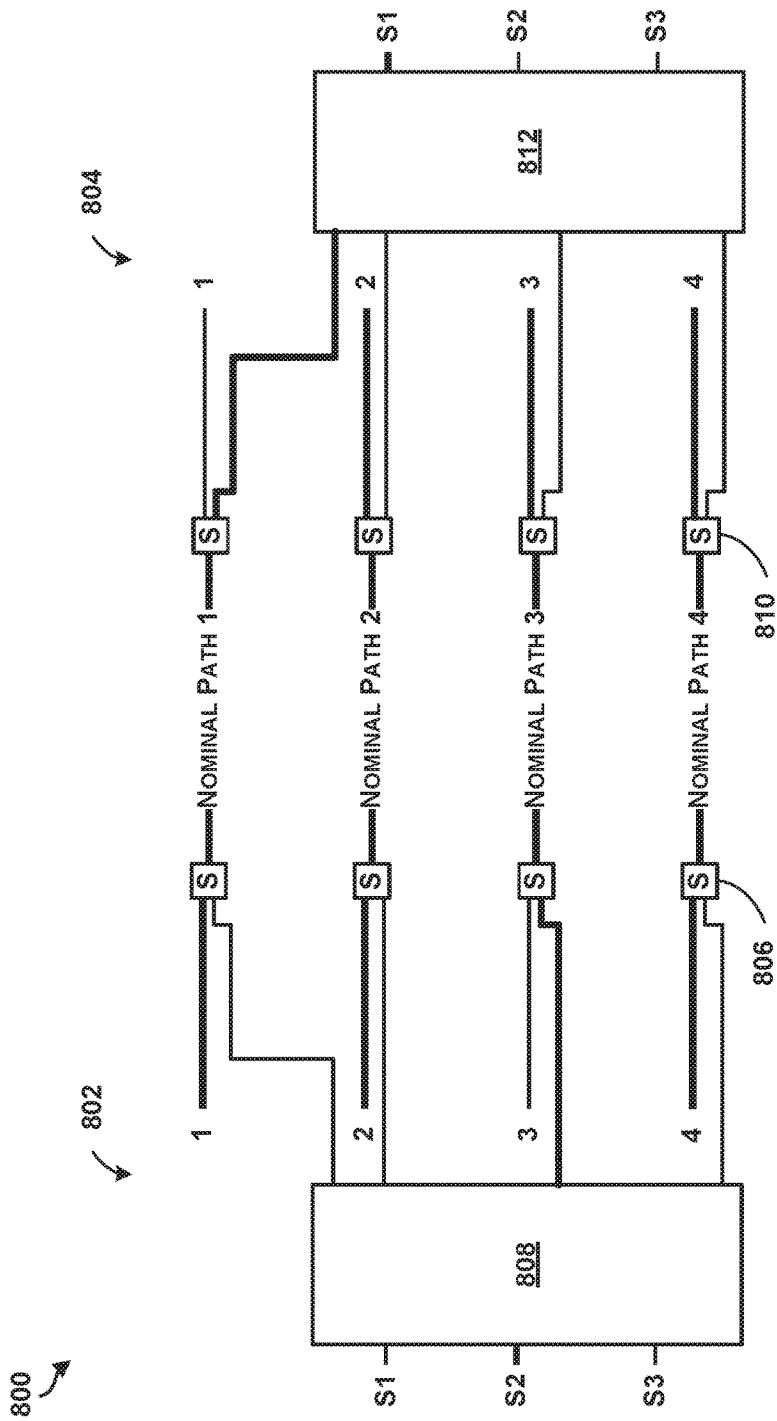 800
802
804
1
NOMINAL PATH 1
1
S
S
2
NOMINAL PATH 2
2
S
S
3
NOMINAL PATH 3
3
S
S
4
NOMINAL PATH 4
4
S
S
S1
S2
S3
808
812
S1
S2
S3
806
810